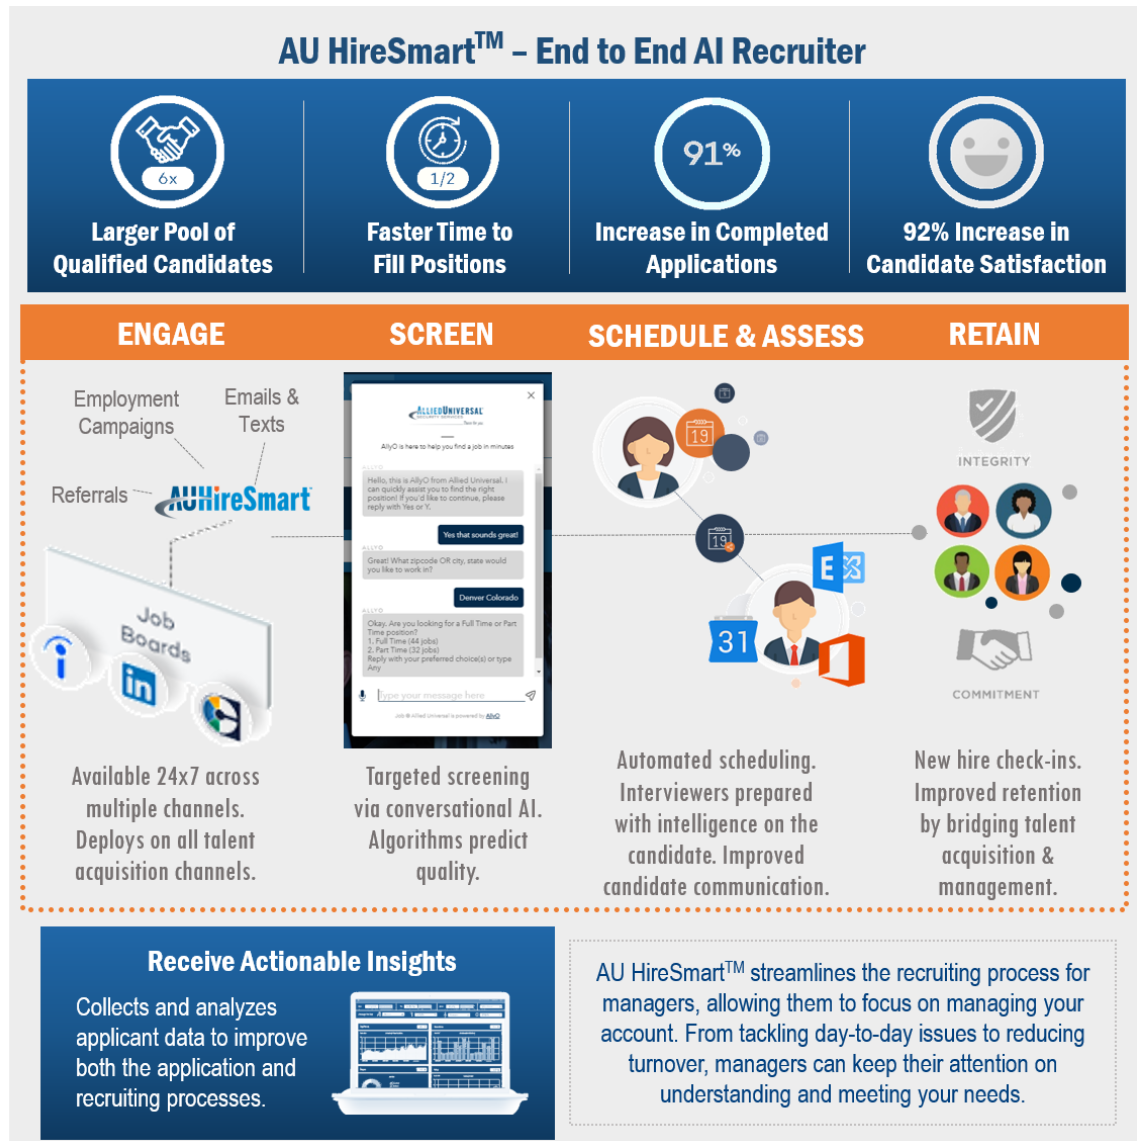 AU HireSmart™ – End to End AI Recruiter
6x
Larger Pool of
Qualified Candidates
1/2
Faster Time to
Fill Positions
91%
Increase in Completed
Applications
92% Increase in
Candidate Satisfaction
ENGAGE
SCREEN
SCHEDULE & ASSESS
RETAIN
Employment
Campaigns
Emails &
Texts
Referrals
AUHireSmart
Job
Boards
in
Available 24x7 across
multiple channels.
Deploys on all talent
acquisition channels.
ALLIEDUNIVERSAL
AllyO is here to help you find a job in minutes
ALLYO
Hello, this is AllyO from Allied Universal. I
can quickly assist you to find the right
position! If you'd like to continue, please
reply with Yes or Y.
Yes that sounds great!
ALLYO
Great! What zipcode OR city, state would
you like to work in?
Denver Colorado
ALLYO
Okay. Are you looking for a Full Time or Part
Time position?
1. Full Time (44 jobs)
2. Part Time (32 jobs)
Reply with your preferred choice(s) or type
Any
Type your message here
Job @ Allied Universal is powered by AllyO
Targeted screening
via conversational AI.
Algorithms predict
quality.
19
19
E
31
Automated scheduling.
Interviewers prepared
with intelligence on the
candidate. Improved
candidate communication.
INTEGRITY
COMMITMENT
New hire check-ins.
Improved retention
by bridging talent
acquisition &
management.
Receive Actionable Insights
Collects and analyzes
applicant data to improve
both the application and
recruiting processes.
AU HireSmart™ streamlines the recruiting process for
managers, allowing them to focus on managing your
account. From tackling day-to-day issues to reducing
turnover, managers can keep their attention on
understanding and meeting your needs.